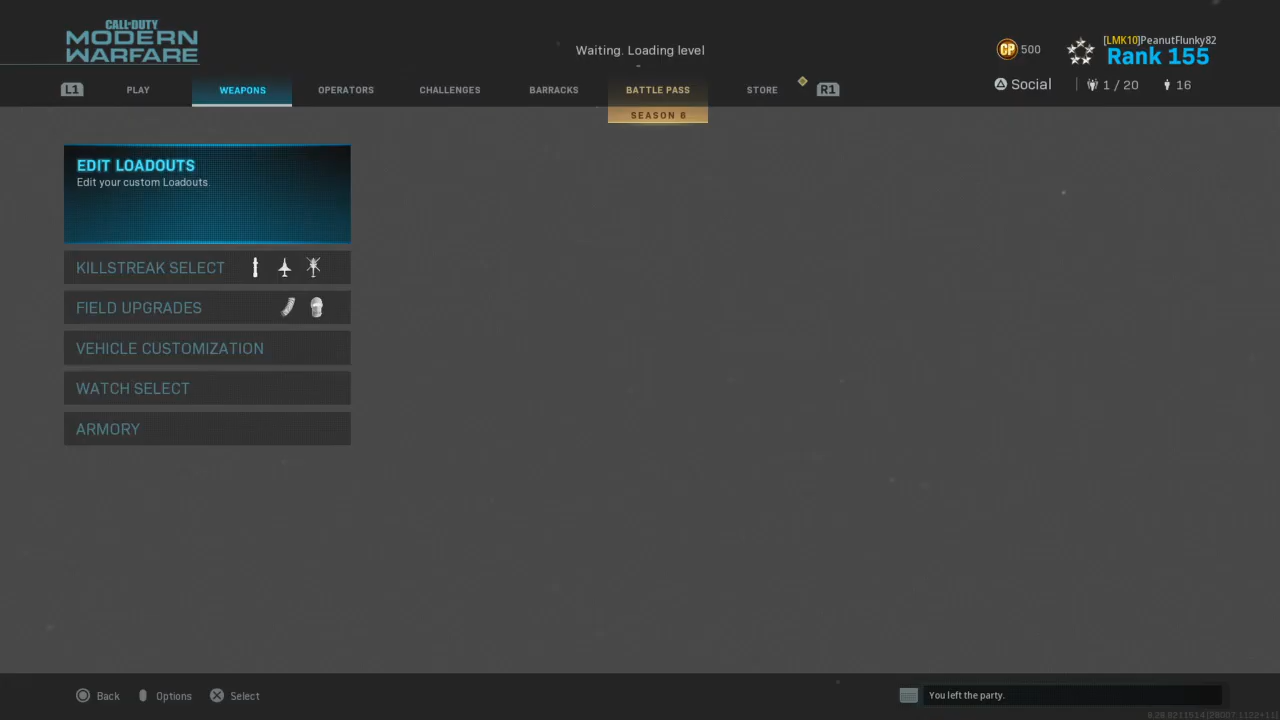 CALL OF DUTY
MODERN
WARFARE
Waiting. Loading level
CP 500
[LMK10]PeanutFlunky82
Rank 155
L1 PLAY WEAPONS OPERATORS CHALLENGES BARRACKS BATTLE PASS STORE R1
Social 1 / 20 16
SEASON 6
EDIT LOADOUTS
Edit your custom Loadouts.
KILLSTREAK SELECT
FIELD UPGRADES
VEHICLE CUSTOMIZATION
WATCH SELECT
ARMORY
Back Options Select
You left the party.